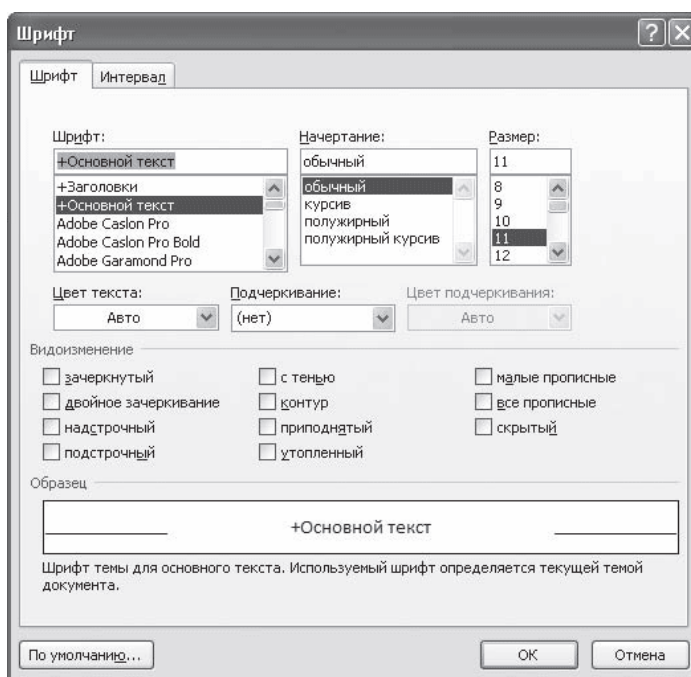 Шрифт
Шрифт Интервал
Шрифт: Начертание: Размер:
+Основной текст обычный 11
+Заголовки обычный 8
+Основной текст курсив 9
Adobe Caslon Pro полужирный 10
Adobe Caslon Pro Bold полужирный курсив 11
Adobe Garamond Pro 12
Цвет текста: Подчеркивание: Цвет подчеркивания:
Авто (нет) Авто
Видоизменение
зачеркнутый с тенью малые прописные
двойное зачеркивание контур все прописные
надстрочный приподнятый скрытый
подстрочный утопленный
Образец
+Основной текст
Шрифт темы для основного текста. Используемый шрифт определяется текущей темой
документа.
По умолчанию... ОК Отмена